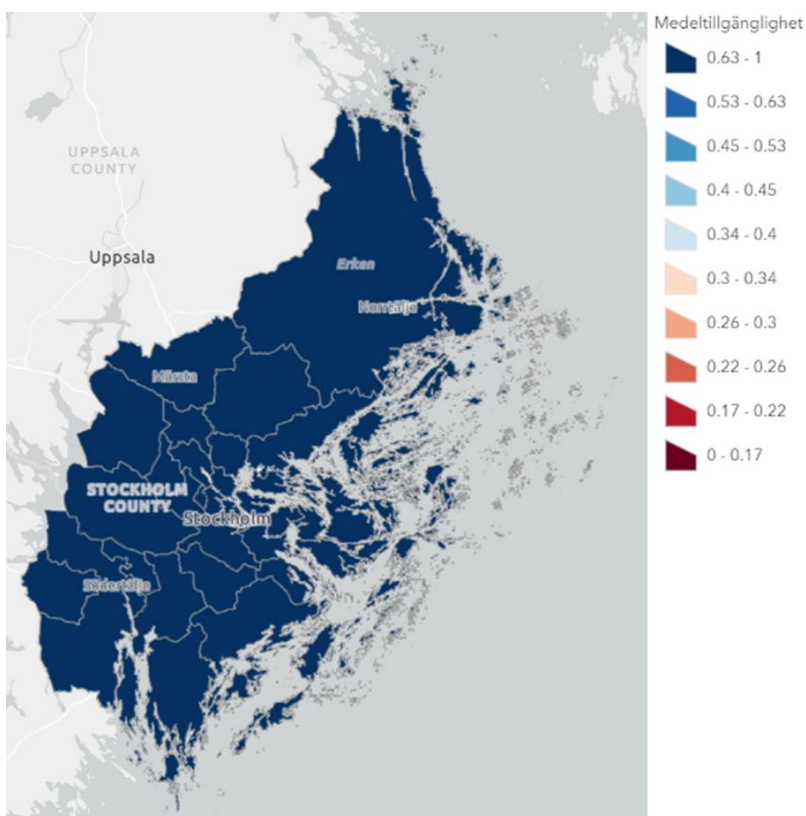 Medeltillgänglighet
0.63 - 1
0.53 - 0.63
0.45 - 0.53
0.4 - 0.45
0.34 - 0.4
0.3 - 0.34
0.26 - 0.3
0.22 - 0.26
0.17 - 0.22
0 - 0.17
UPPSALA
COUNTY
Uppsala
Erken
Norrtälje
Märsta
STOCKHOLM
COUNTY
Stockholm
Södertälje